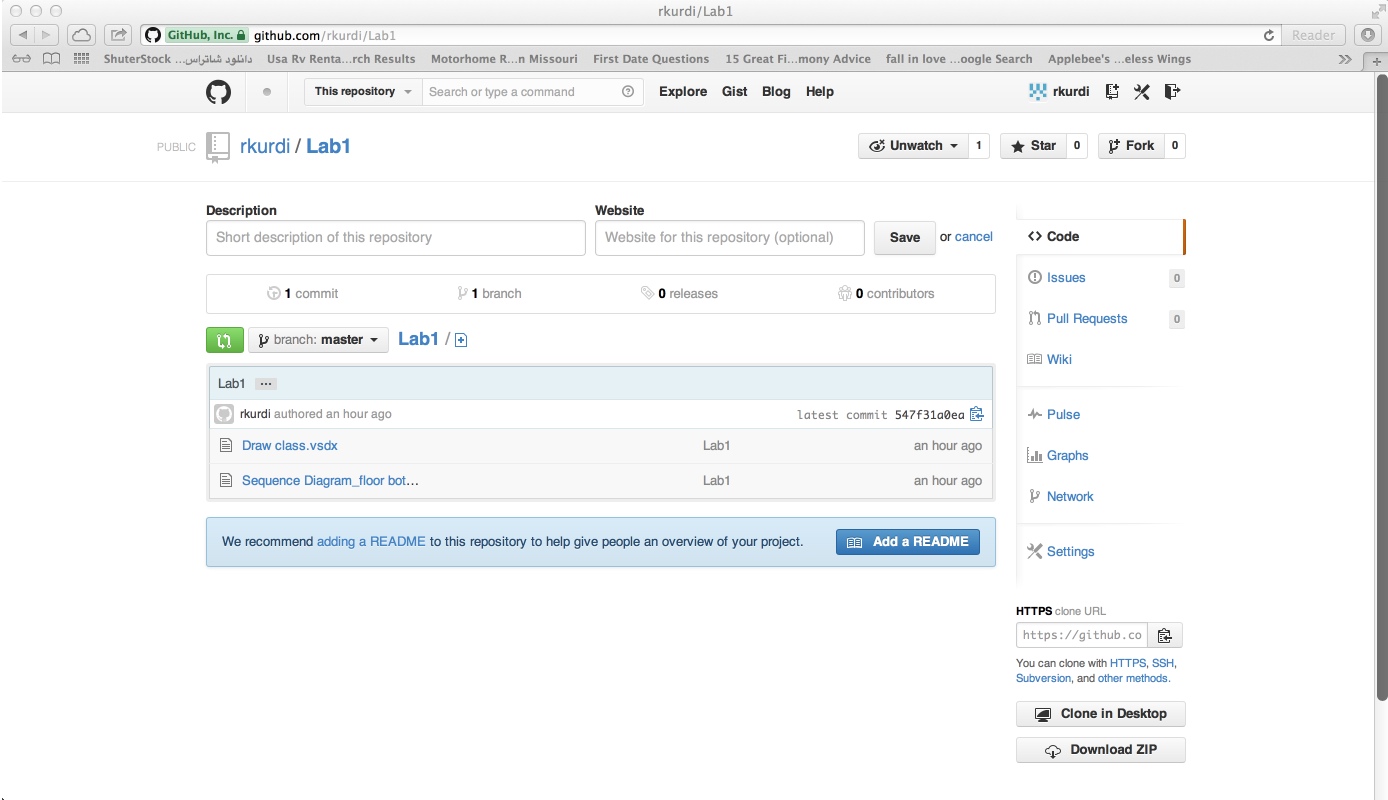 rkurdi/Lab1
GitHub, Inc. github.com/rkurdi/Lab1 Reader
ShuterStock ...دانلود شاتراس Usa Rv Renta...rch Results Motorhome R...n Missouri First Date Questions 15 Great Fi...mony Advice fall in love ...oogle Search Applebee's ...eless Wings
This repository Search or type a command Explore Gist Blog Help rkurdi
PUBLIC rkurdi / Lab1 Unwatch 1 Star 0 Fork 0
Description Website
Short description of this repository Website for this repository (optional) Save or cancel
1 commit 1 branch 0 releases 0 contributors
branch: master Lab1 /
Lab1 ...
rkurdi authored an hour ago latest commit 547f31a0ea
Draw class.vsdx Lab1 an hour ago
Sequence Diagram_floor bot... Lab1 an hour ago
We recommend adding a README to this repository to help give people an overview of your project. Add a README
Code
Issues 0
Pull Requests 0
Wiki
Pulse
Graphs
Network
Settings
HTTPS clone URL
https://github.co
You can clone with HTTPS, SSH,
Subversion, and other methods.
Clone in Desktop
Download ZIP